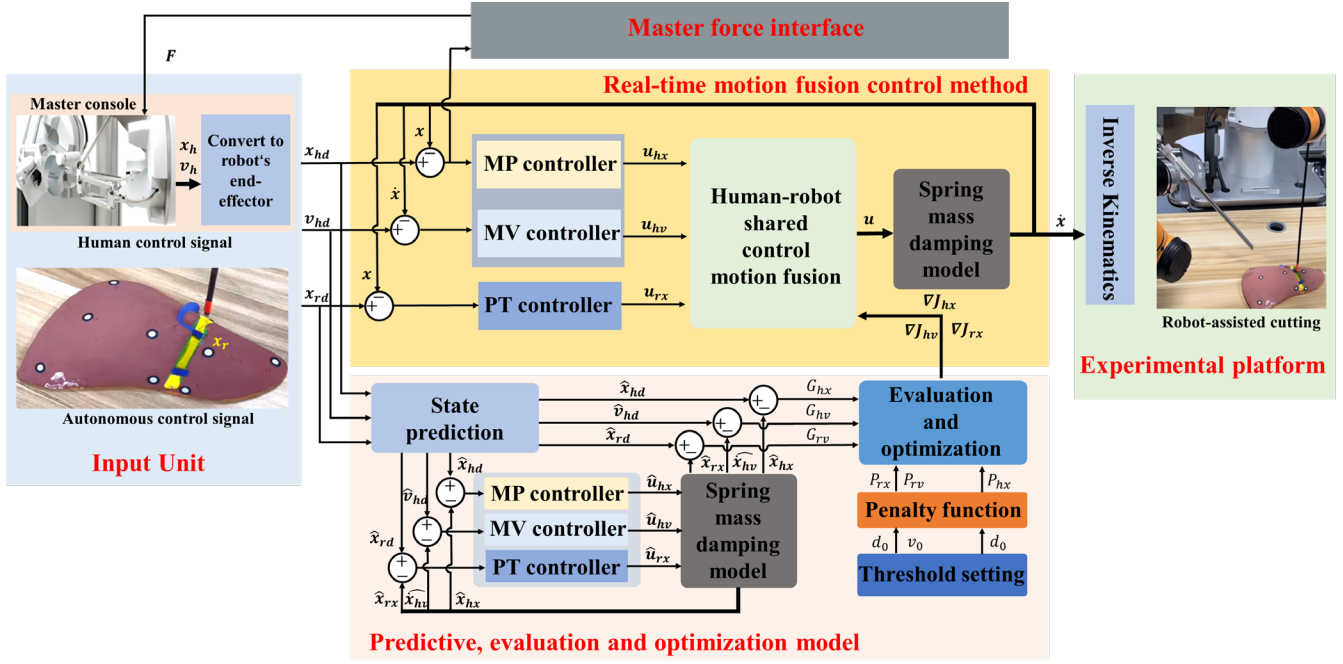 Master force interface
F
Real-time motion fusion control method
Master console
x_h
v_h
Convert to
robot's
end-
effector
Human control signal
x_r
Autonomous control signal
Input Unit
x_hd
v_hd
x_rd
x
ẋ
x
+
−
+
−
+
−
MP controller
MV controller
PT controller
u_hx
u_hv
u_rx
Human-robot
shared
control
motion fusion
u
Spring
mass
damping
model
ẋ
∇J_hx
∇J_hv
∇J_rx
Inverse Kinematics
Robot-assisted cutting
Experimental platform
State
prediction
x̂_hd
v̂_hd
x̂_rd
+
−
+
−
+
−
G_hx
G_hv
G_rv
Evaluation
and
optimization
x̂_rx
ẋ̂_hv
x̂_hx
x̂_hd
v̂_hd
x̂_rd
+
−
+
−
+
−
MP controller
MV controller
PT controller
û_hx
û_hv
û_rx
Spring
mass
damping
model
x̂_rx
ẋ̂_hv
x̂_hx
P_rx
P_rv
P_hx
Penalty function
d_0
v_0
d_0
Threshold setting
Predictive, evaluation and optimization model